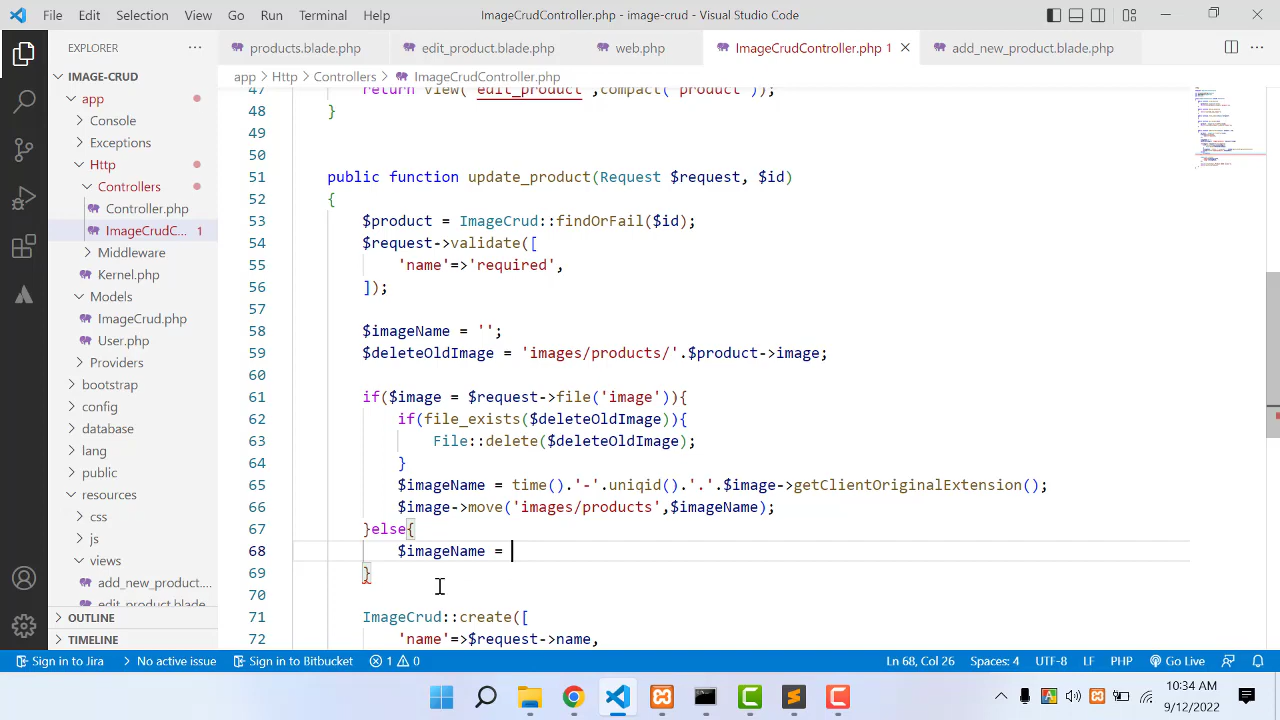 File Edit Selection View Go Run Terminal Help ImageCrudController.php - image-crud - Visual Studio Code
EXPLORER ... products.blade.php edit_product.blade.php web.php ImageCrudController.php 1 add_new_product.blade.php
IMAGE-CRUD app > Http > Controllers > ImageCrudController.php
app
Console
Exceptions
Http
Controllers
Controller.php
ImageCrudC... 1
Middleware
Kernel.php
Models
ImageCrud.php
User.php
Providers
bootstrap
config
database
lang
public
resources
css
js
views
add_new_product....
edit_product.blade
OUTLINE
TIMELINE
47 return view('edit_product',compact('product'));
48 }
49
50
51 public function update_product(Request $request, $id)
52 {
53 $product = ImageCrud::findOrFail($id);
54 $request->validate([
55 'name'=>'required',
56 ]);
57
58 $imageName = '';
59 $deleteOldImage = 'images/products/'.$product->image;
60
61 if($image = $request->file('image')){
62 if(file_exists($deleteOldImage)){
63 File::delete($deleteOldImage);
64 }
65 $imageName = time().'-'.uniqid().'.'.$image->getClientOriginalExtension();
66 $image->move('images/products',$imageName);
67 }else{
68 $imageName =
69 }
70
71 ImageCrud::create([
72 'name'=>$request->name,
Sign in to Jira No active issue Sign in to Bitbucket 1 0 Ln 68, Col 26 Spaces: 4 UTF-8 LF PHP Go Live
10:34 AM
9/12/2022